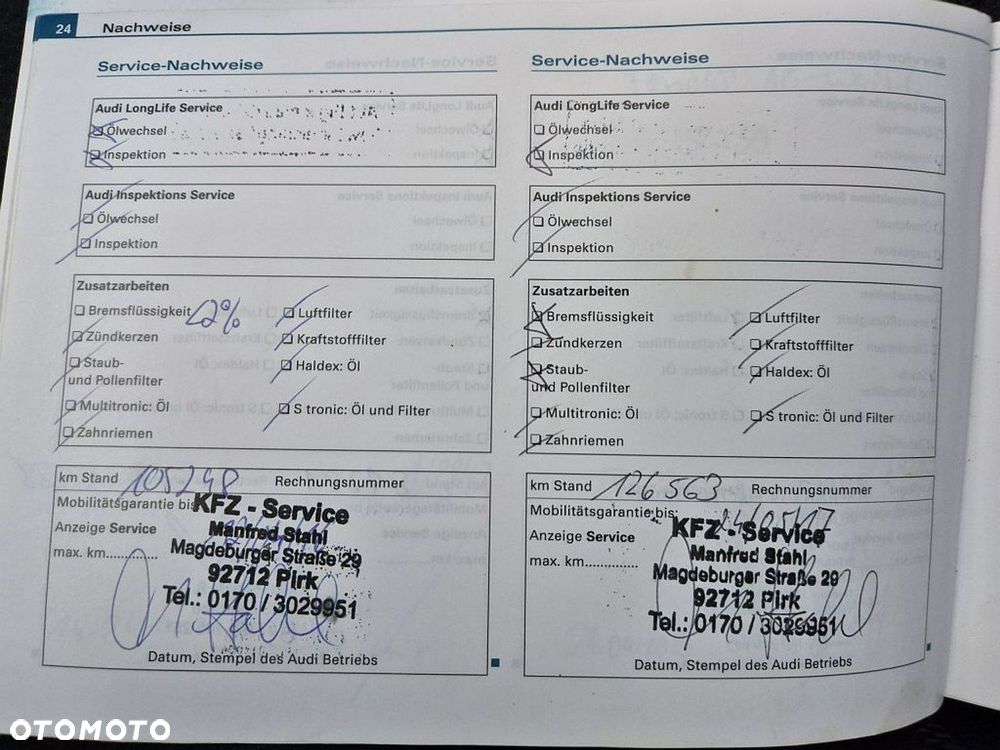 24 Nachweise
Service-Nachweise
Audi LongLife Service
Ölwechsel
Inspektion
Audi Inspektions Service
Ölwechsel
Inspektion
Zusatzarbeiten
Bremsflüssigkeit <2%
Zündkerzen
Staub-
und Pollenfilter
Multitronic: Öl
Zahnriemen
Luftfilter
Kraftstofffilter
Haldex: Öl
S tronic: Öl und Filter
km Stand 105248 Rechnungsnummer
Mobilitätsgarantie bis
Anzeige Service
max. km
KFZ - Service
Manfred Stahl
Magdeburger Straße 29
92712 Pirk
Tel.: 0170 / 3029951
Datum, Stempel des Audi Betriebs
Service-Nachweise
Audi LongLife Service
Ölwechsel
Inspektion
Audi Inspektions Service
Ölwechsel
Inspektion
Zusatzarbeiten
Bremsflüssigkeit
Zündkerzen
Staub-
und Pollenfilter
Multitronic: Öl
Zahnriemen
Luftfilter
Kraftstofffilter
Haldex: Öl
S tronic: Öl und Filter
km Stand 126 563 Rechnungsnummer
Mobilitätsgarantie bis:
24/05/17
Anzeige Service
max. km
KFZ - Service
Manfred Stahl
Magdeburger Straße 29
92712 Pirk
Tel.: 0170 / 3029951
Datum, Stempel des Audi Betriebs
OTOMOTO